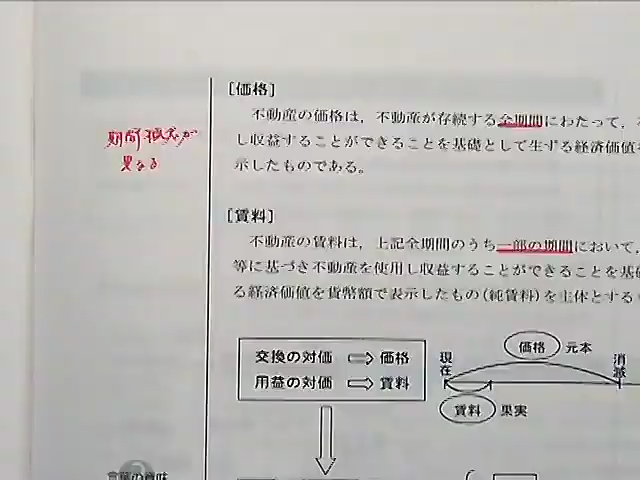 [価格]
不動産の価格は，不動産が存続する全期間にわたって，
し収益することができることを基礎として生ずる経済価値
示したものである。
期間
異なる
[賃料]
不動産の賃料は，上記全期間のうち一部の期間において，
等に基づき不動産を使用し収益することができることを基
る経済価値を貨幣額で表示したもの(純賃料)を主体とする
交換の対価 ⇨ 価格
用益の対価 ⇨ 賃料
価格 元本
現在
消滅
賃料 果実
言葉の意味